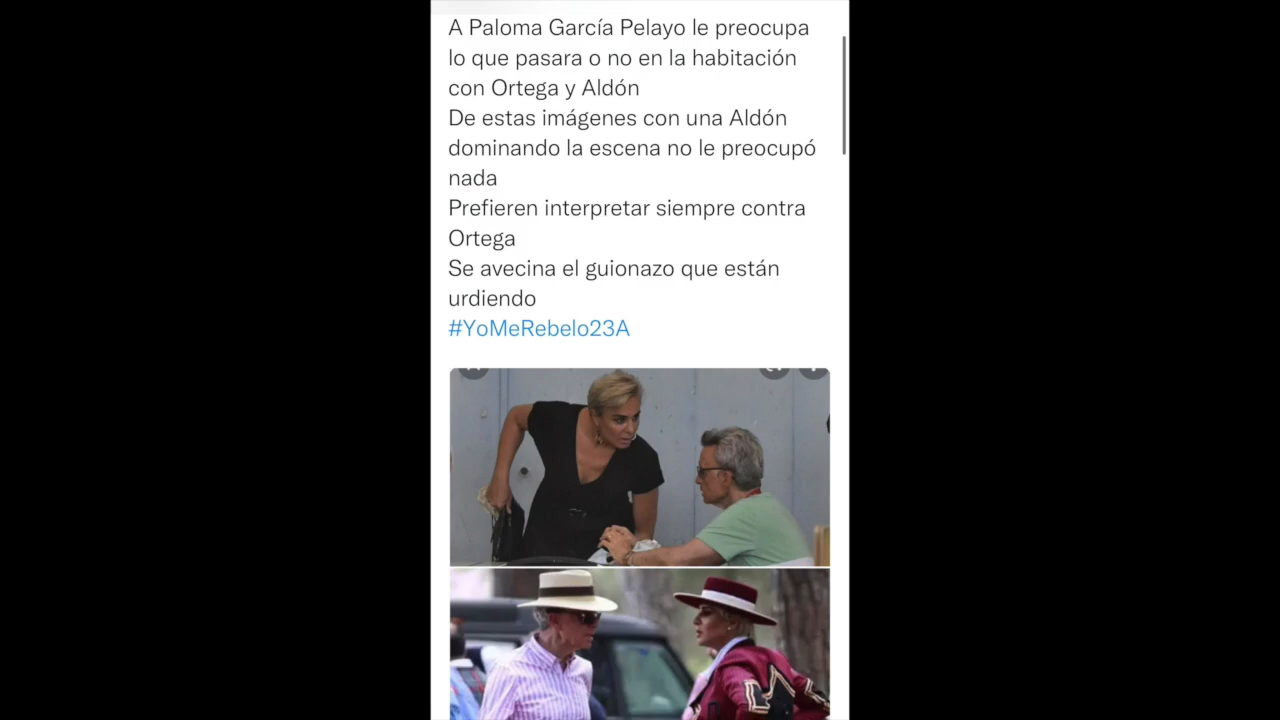 A Paloma García Pelayo le preocupa
lo que pasara o no en la habitación
con Ortega y Aldón
De estas imágenes con una Aldón
dominando la escena no le preocupó
nada
Prefieren interpretar siempre contra
Ortega
Se avecina el guionazo que están
urdiendo
#YoMeRebelo23A